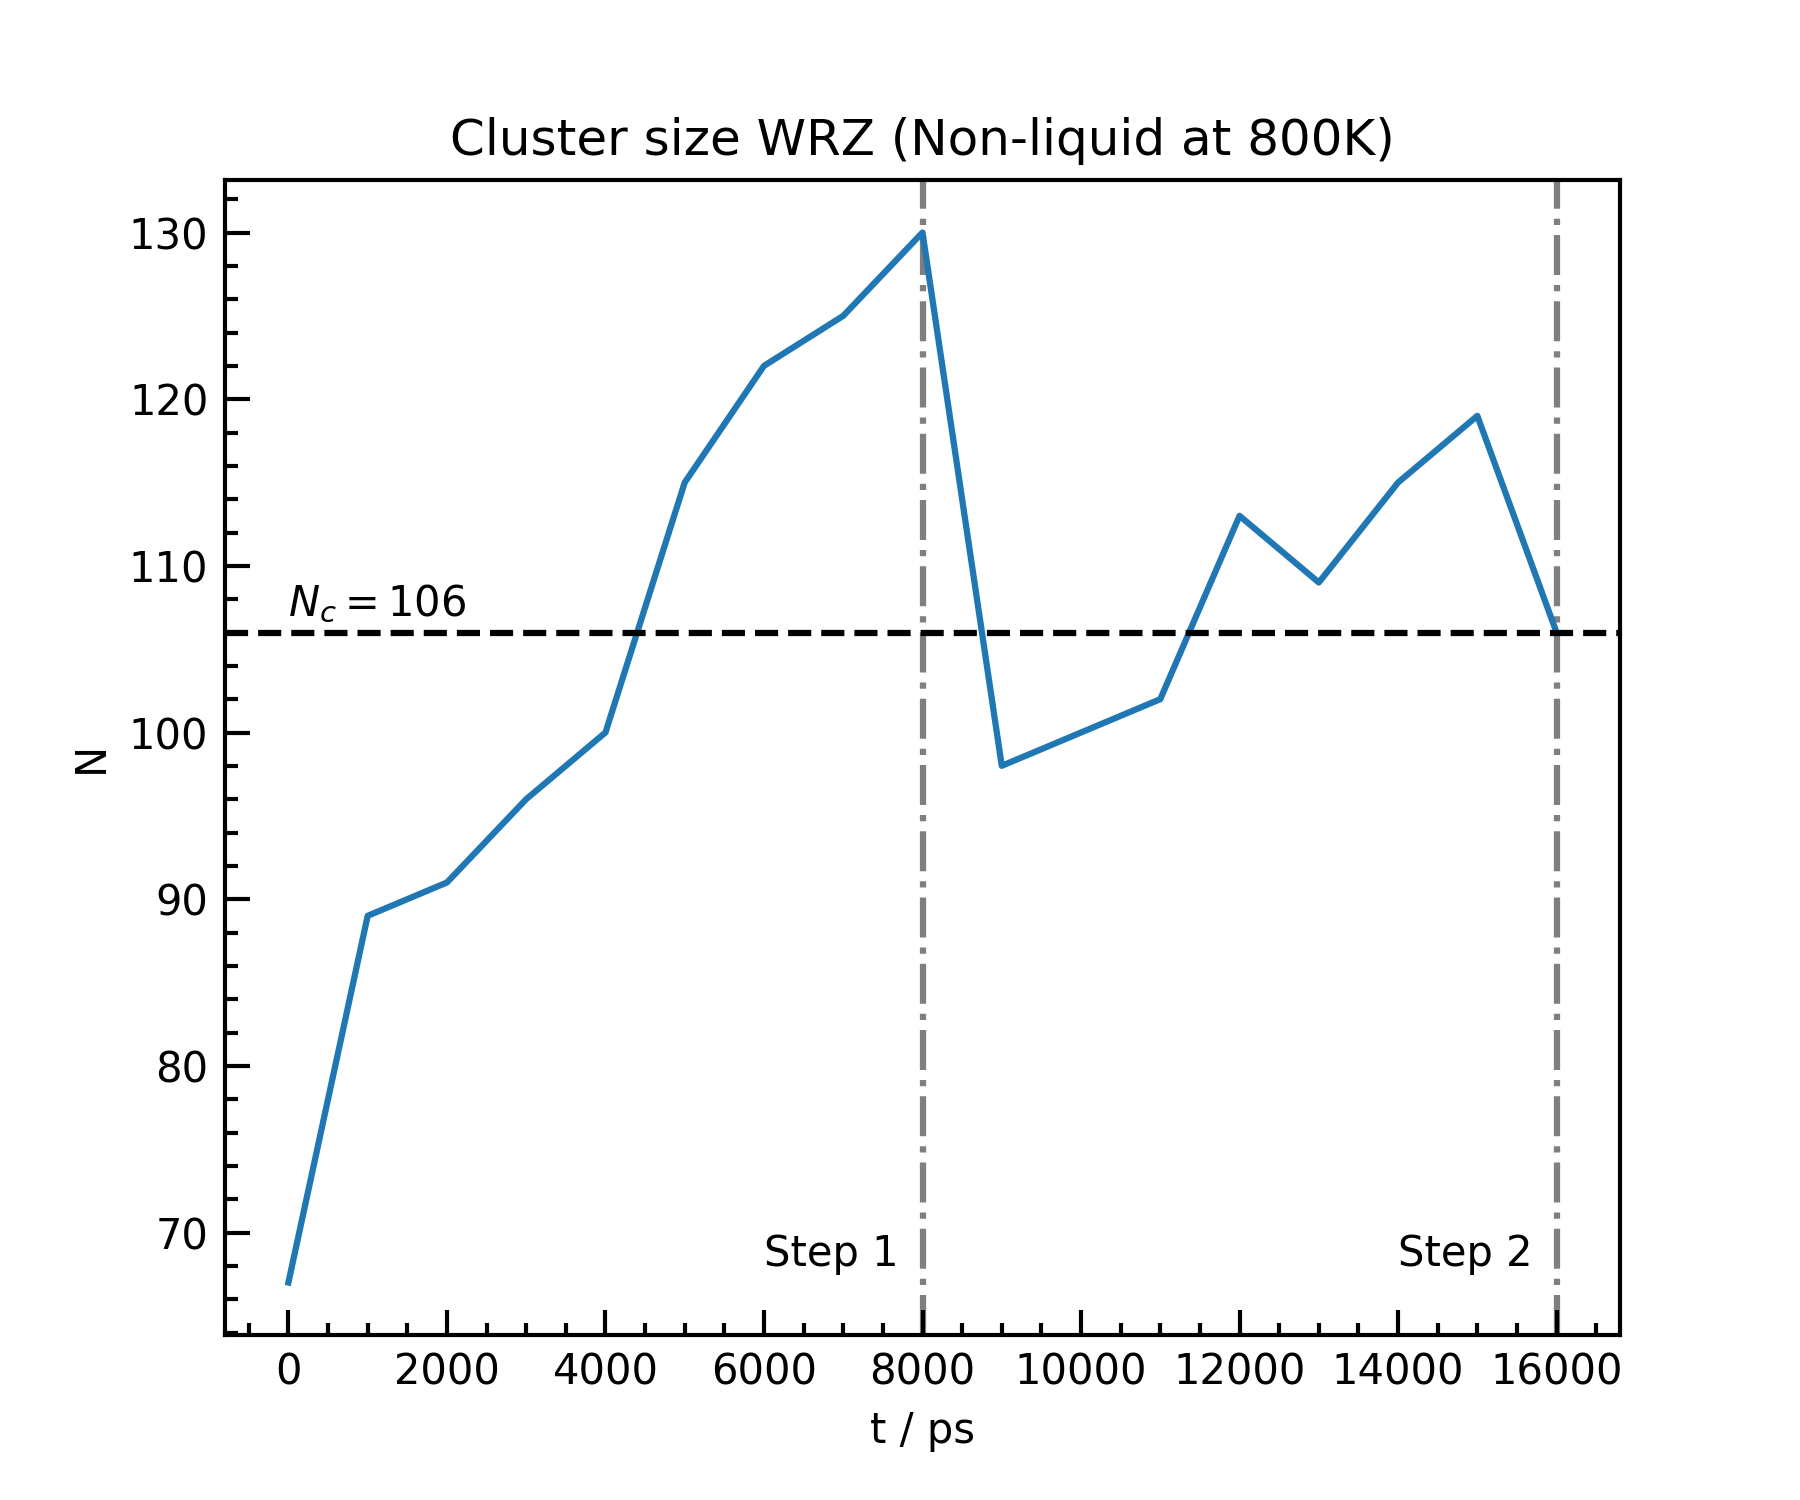 Cluster size WRZ (Non-liquid at 800K)
130
120
110
100
90
80
70
N
N_c = 106
Step 1
Step 2
0 2000 4000 6000 8000 10000 12000 14000 16000
t / ps